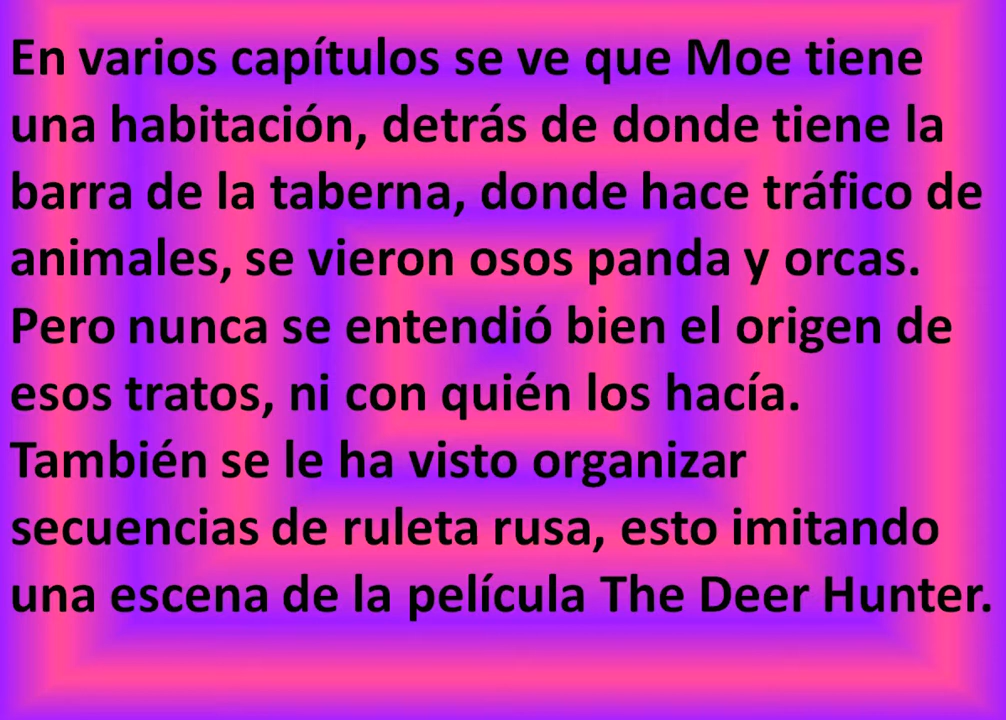 En varios capítulos se ve que Moe tiene
una habitación, detrás de donde tiene la
barra de la taberna, donde hace tráfico de
animales, se vieron osos panda y orcas.
Pero nunca se entendió bien el origen de
esos tratos, ni con quién los hacía.
También se le ha visto organizar
secuencias de ruleta rusa, esto imitando
una escena de la película The Deer Hunter.